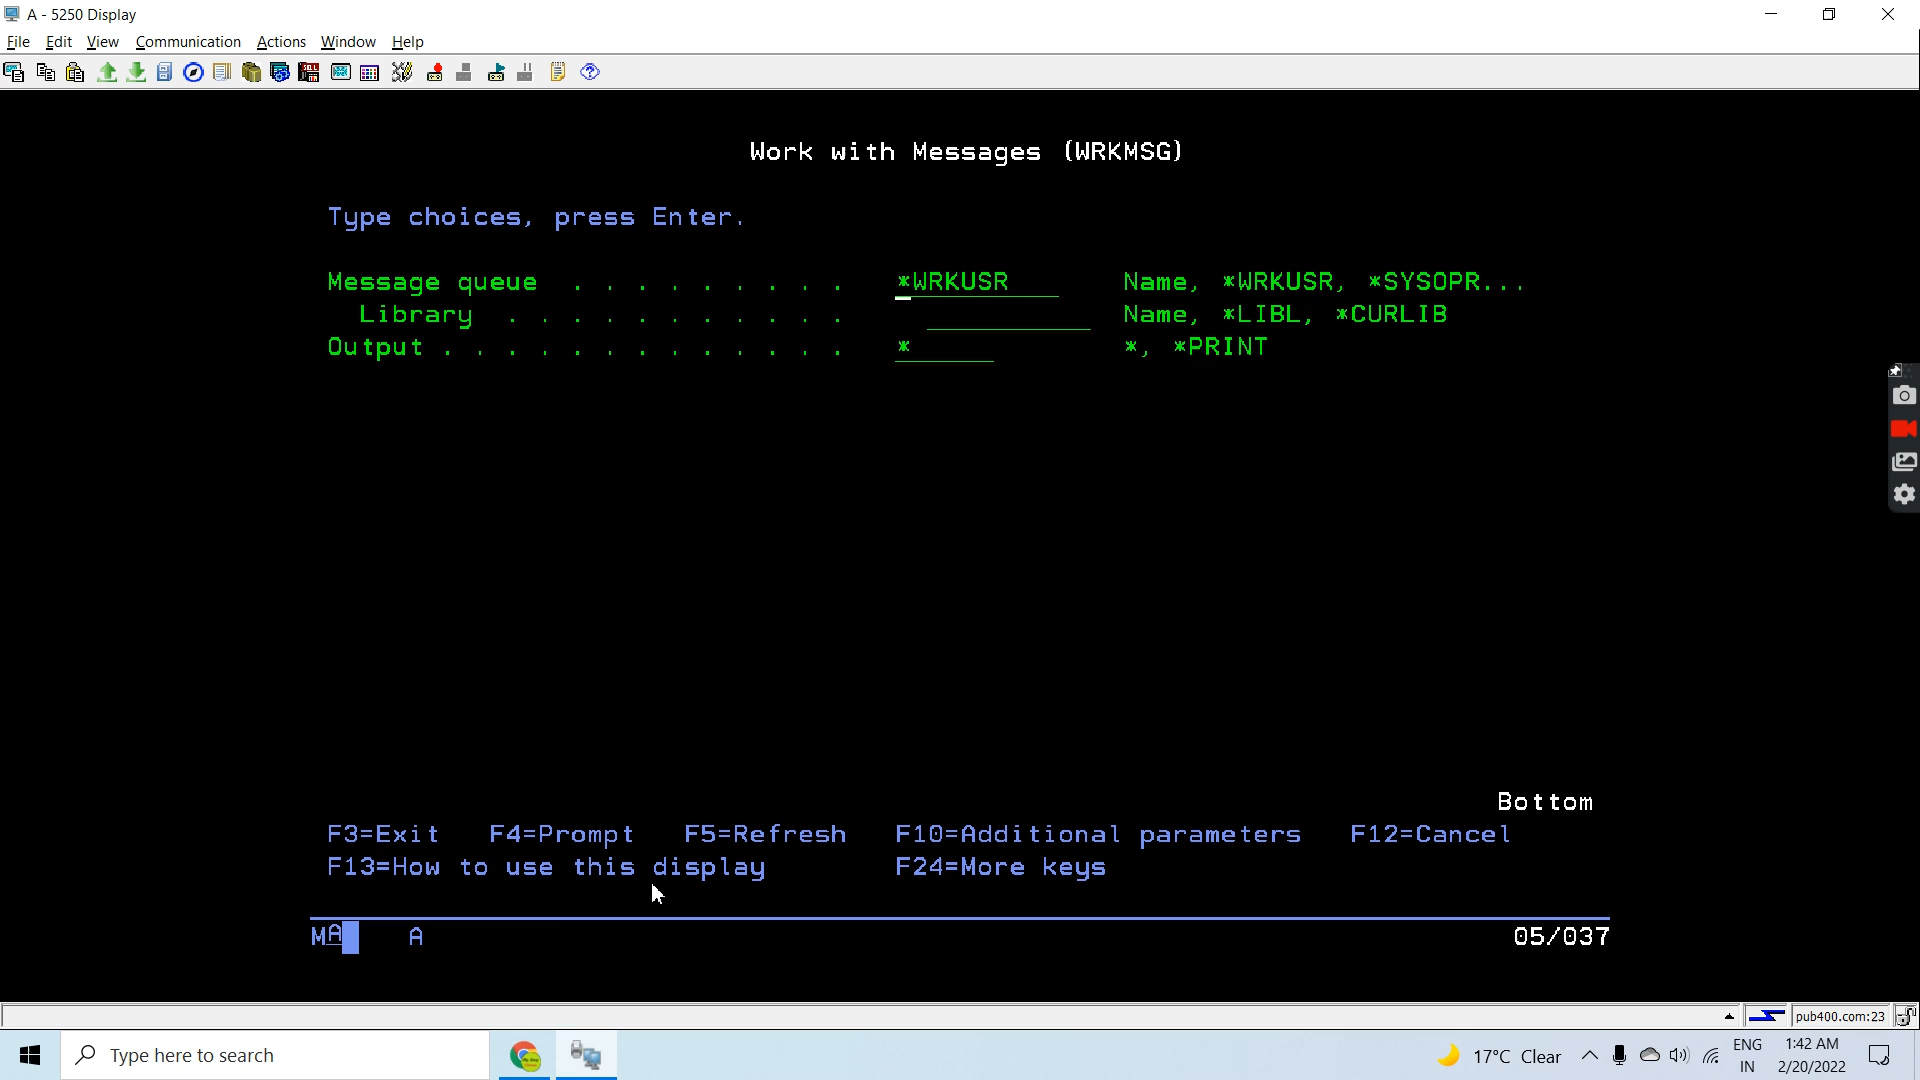 A - 5250 Display
File Edit View Communication Actions Window Help
Work with Messages (WRKMSG)
Type choices, press Enter.
Message queue . . . . . . . . . *WRKUSR Name, *WRKUSR, *SYSOPR...
Library . . . . . . . . . . . Name, *LIBL, *CURLIB
Output . . . . . . . . . . . . . * *, *PRINT
Bottom
F3=Exit F4=Prompt F5=Refresh F10=Additional parameters F12=Cancel
F13=How to use this display F24=More keys
MA A 05/037
pub400.com:23
Type here to search
17°C Clear
ENG
IN
1:42 AM
2/20/2022